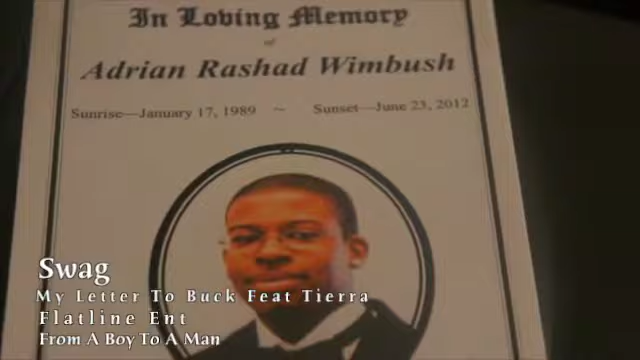 In Loving Memory
of
Adrian Rashad Wimbush
Sunrise—January 17, 1989 ~ Sunset—June 23, 2012
Swag
My Letter To Buck Feat Tierra
Flatline Ent
From A Boy To A Man